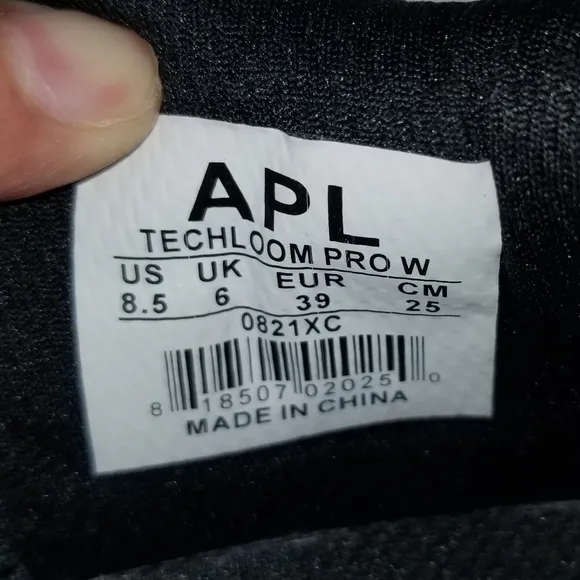 APL
TECHLOOM PRO W
US UK EUR CM
8.5 6 39 25
0821XC
8 18507 02025 0
MADE IN CHINA